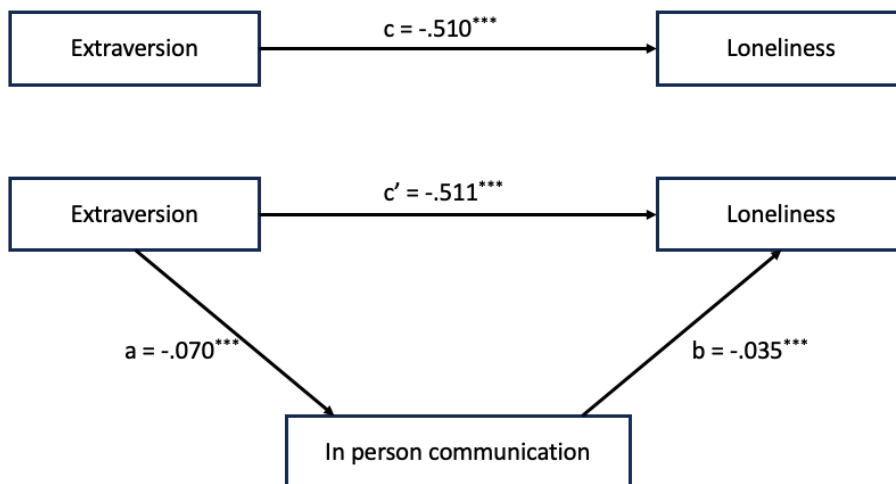 c = -.510***
Extraversion
Loneliness
c’ = -.511***
Extraversion
Loneliness
a = -.070***
b = -.035***
In person communication